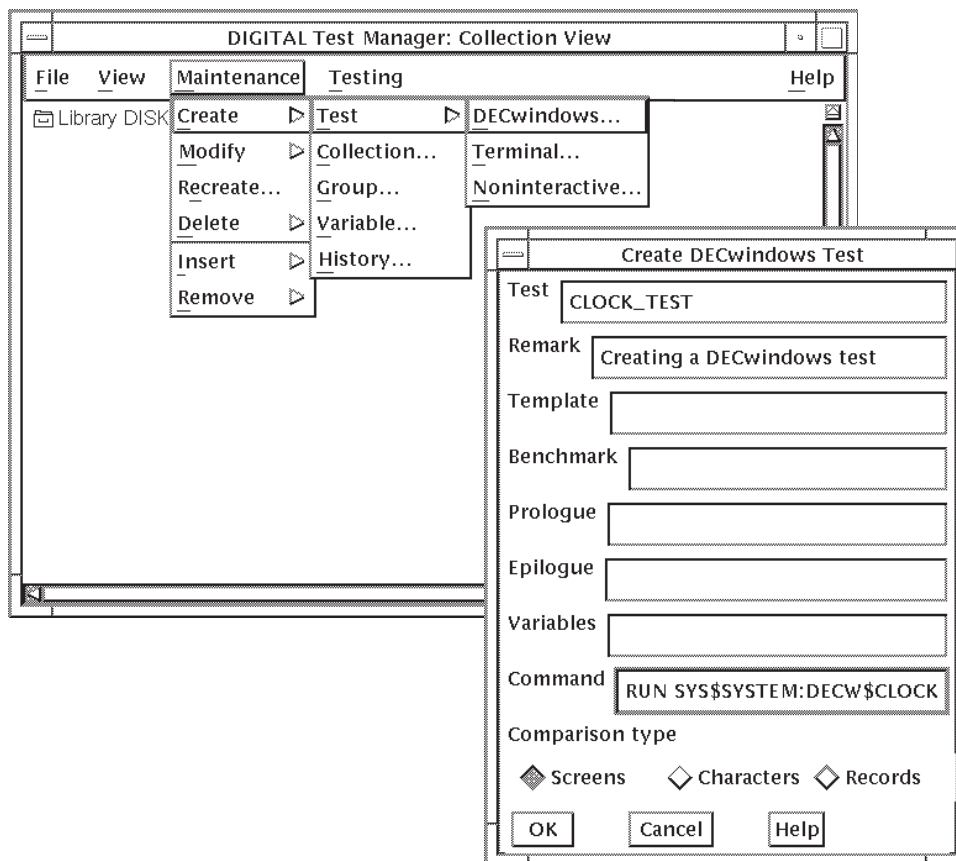 DIGITAL Test Manager: Collection View
File View Maintenance Testing Help
Library DISK
Create Test DECwindows...
Modify Collection... Terminal...
Recreate... Group... Noninteractive...
Delete Variable...
Insert History...
Remove
Create DECwindows Test
Test CLOCK_TEST
Remark Creating a DECwindows test
Template
Benchmark
Prologue
Epilogue
Variables
Command RUN SYS$SYSTEM:DECW$CLOCK
Comparison type
Screens Characters Records
OK Cancel Help